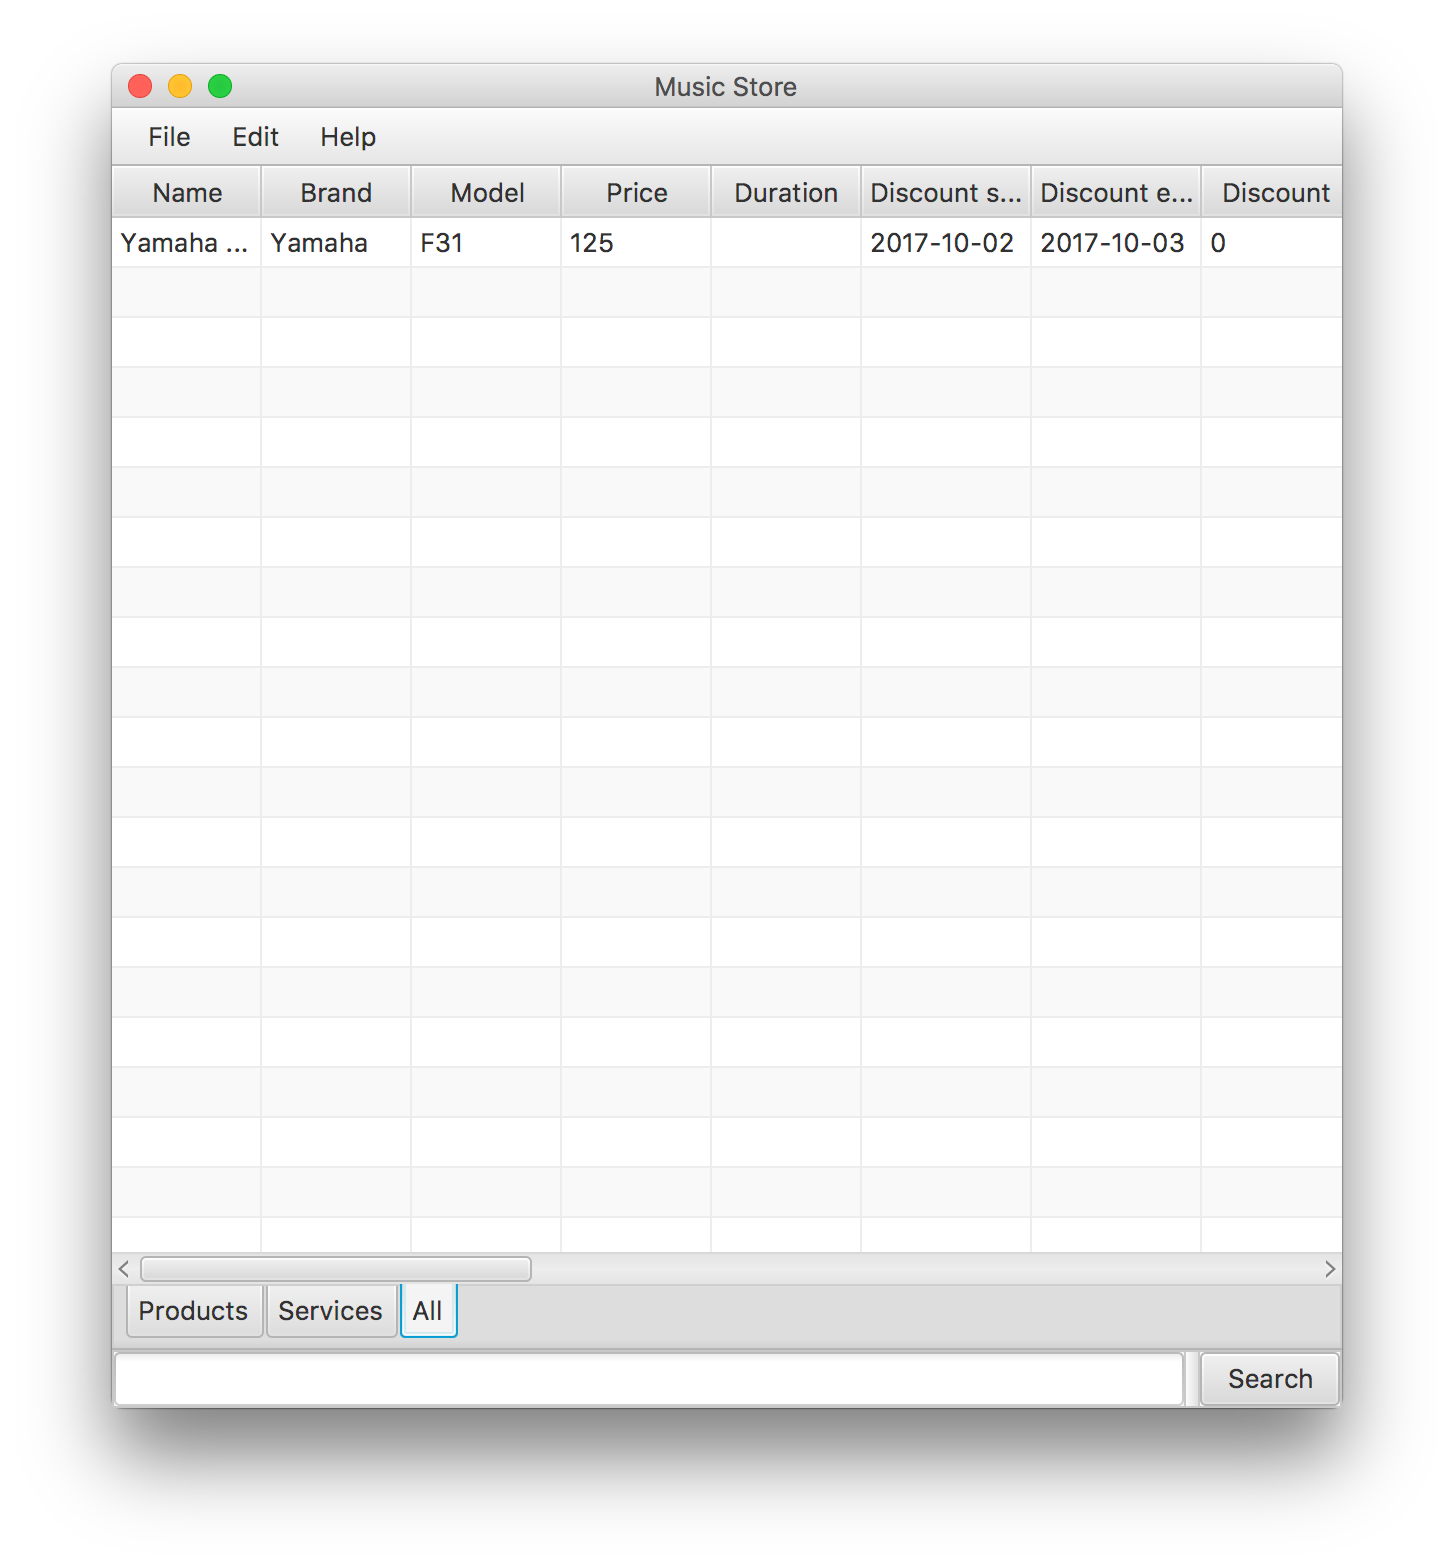 Music Store
File Edit Help
Name Brand Model Price Duration Discount s... Discount e... Discount
Yamaha ... Yamaha F31 125 2017-10-02 2017-10-03 0
Products Services All
Search